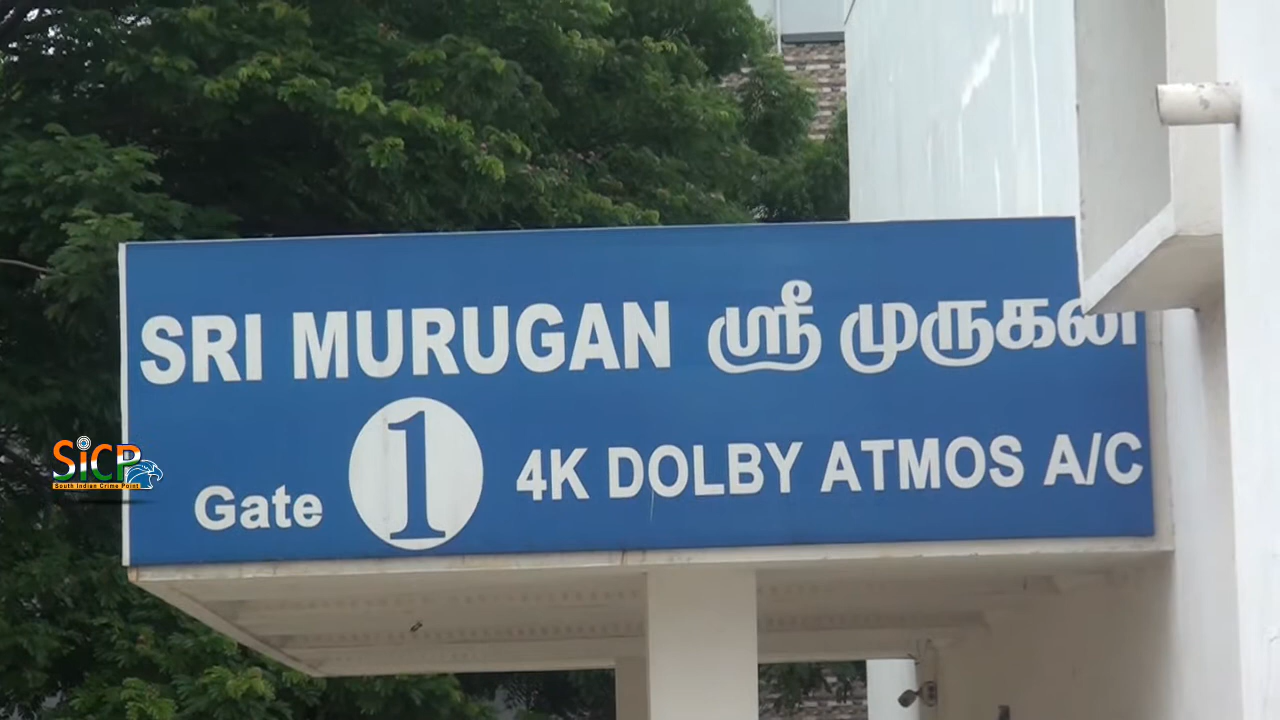 SRI MURUGAN ஸ்ரீ முருகன்
Gate 1 4K DOLBY ATMOS A/C
SiCP
South Indian Crime Point